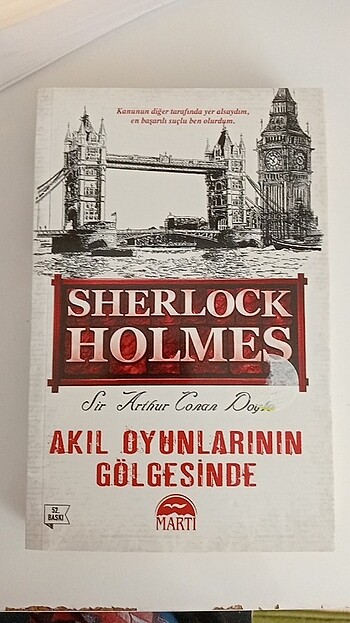 Kanunun diğer tarafında yer alsaydım,
en başarılı suçlu ben olurdum.
SHERLOCK
HOLMES
Sir Arthur Conan Doyle
AKIL OYUNLARININ
GÖLGESİNDE
52.
BASKI
MARTI